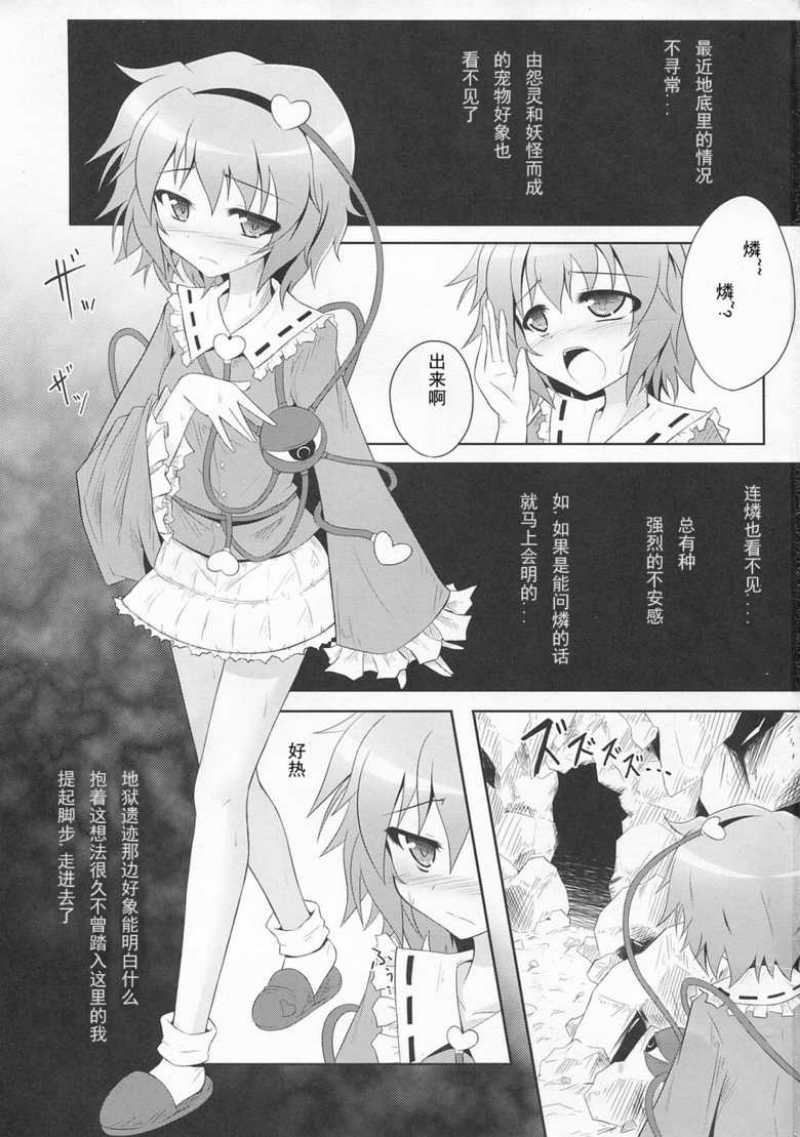 最近地底里的情况
不寻常...
由怨灵和妖怪而成
的宠物好象也
看不见了
燐~~
燐~?
出来啊
ザッ
ザッ
连燐也看不见....
总有种
强烈的不安感
如.如果是能问燐的话
就马上会明的...
ズズズズ...
好热
ふぅ…
地狱遗迹那边好象能明白什么
抱着这想法很久不曾踏入这里的我
提起脚步,走进去了